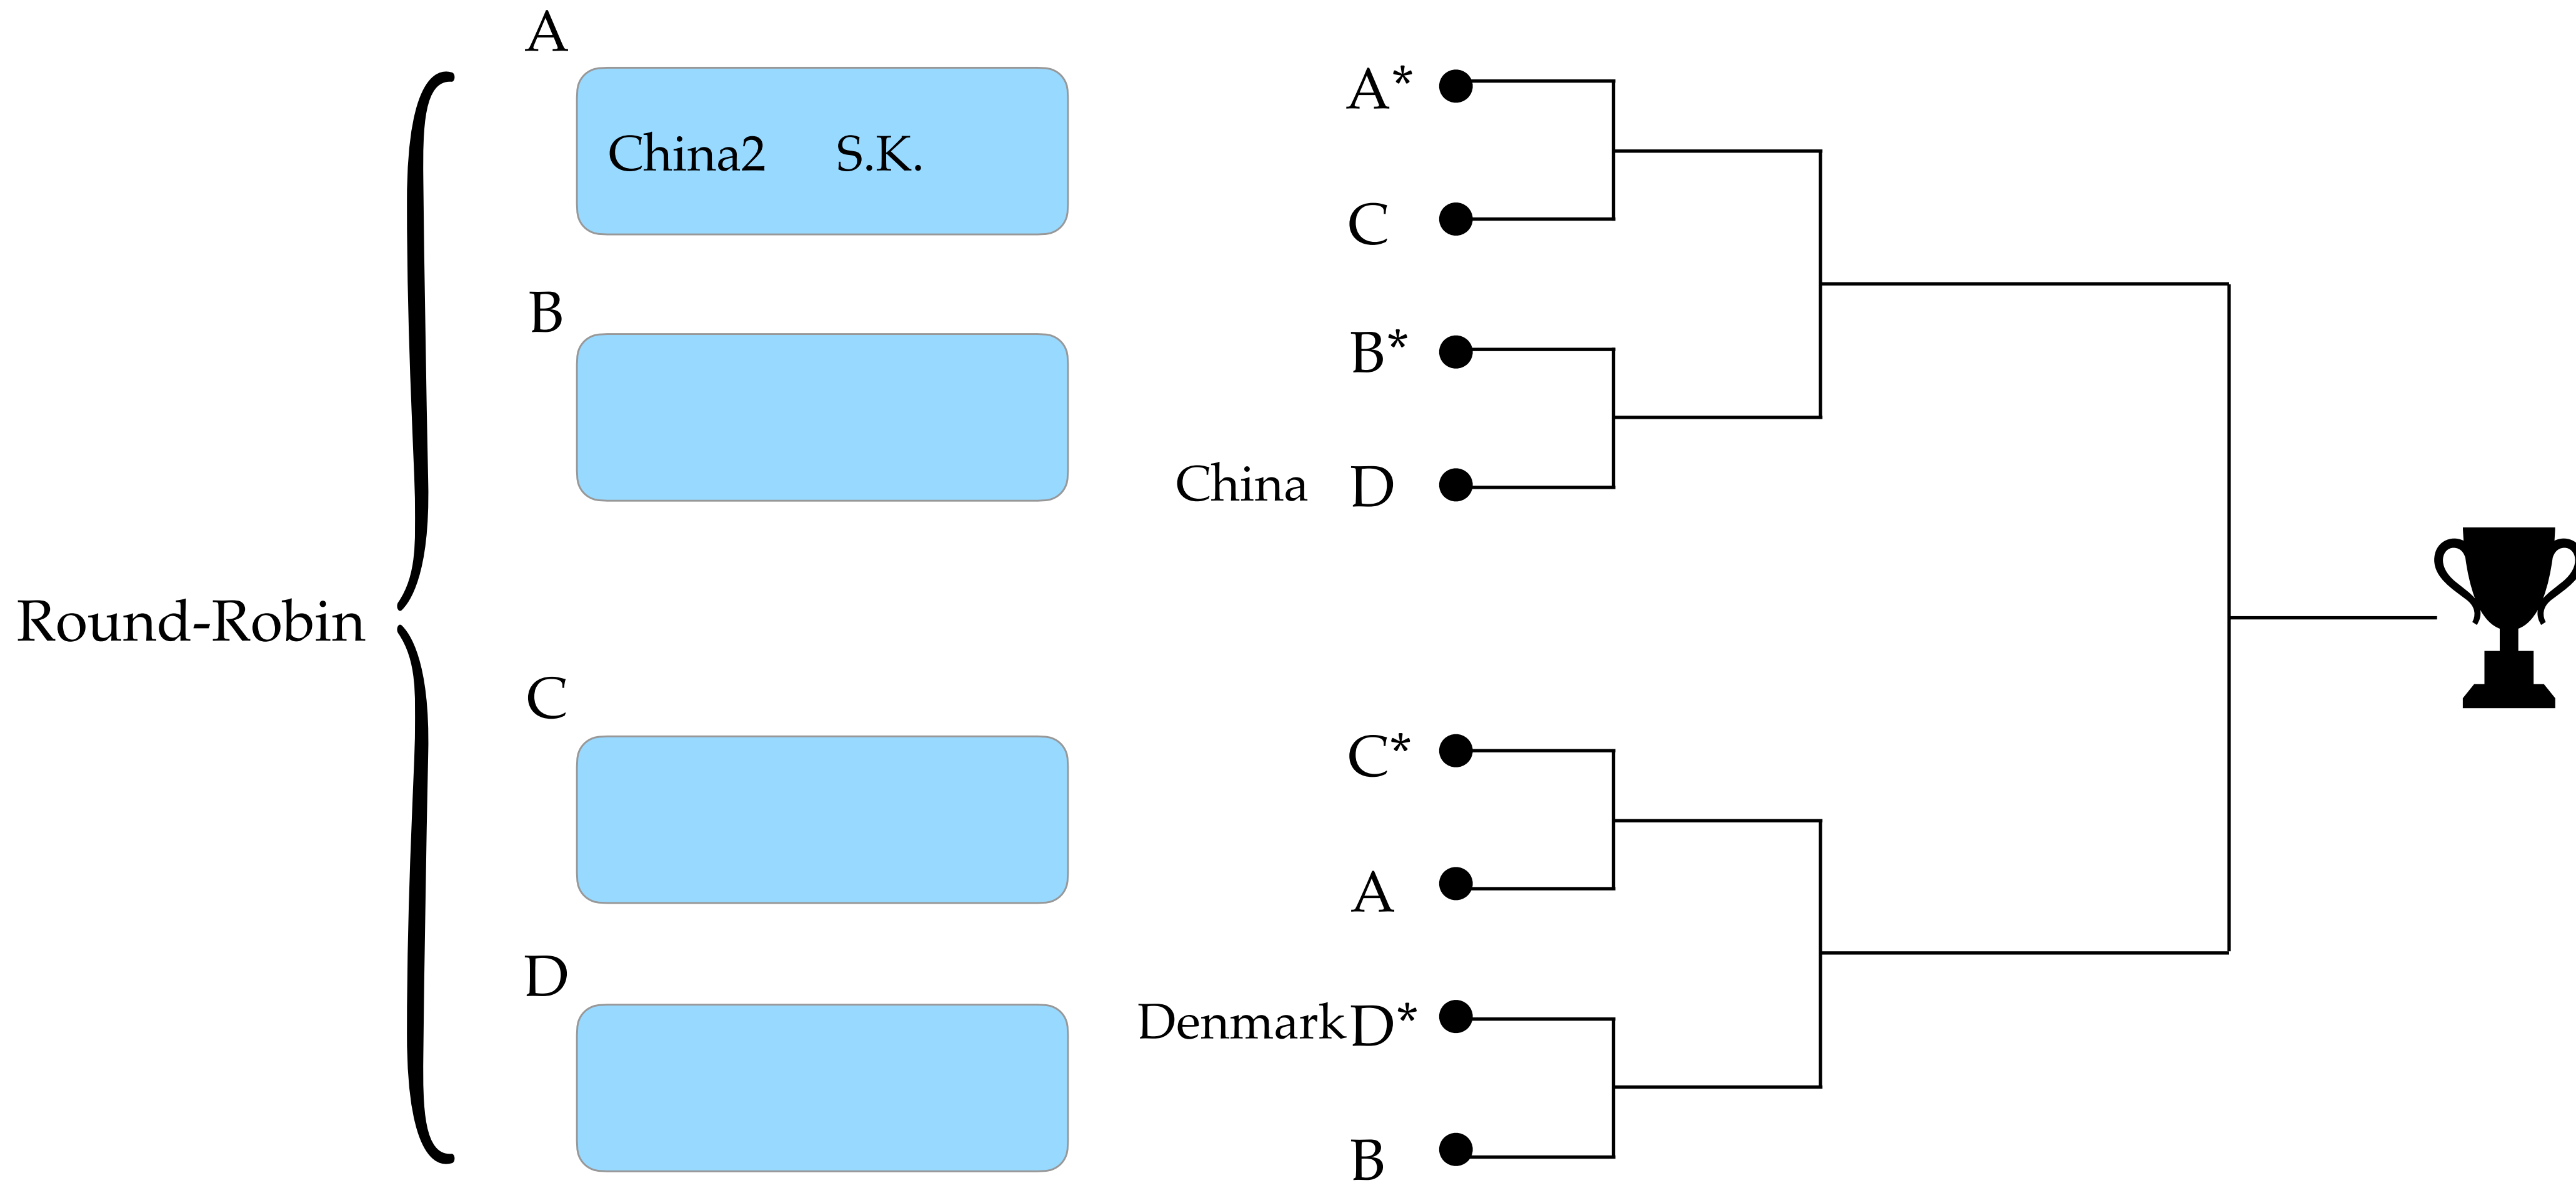 Round-Robin
A
China2 S.K.
B
C
D
A*
C
B*
China D
C*
A
Denmark D*
B